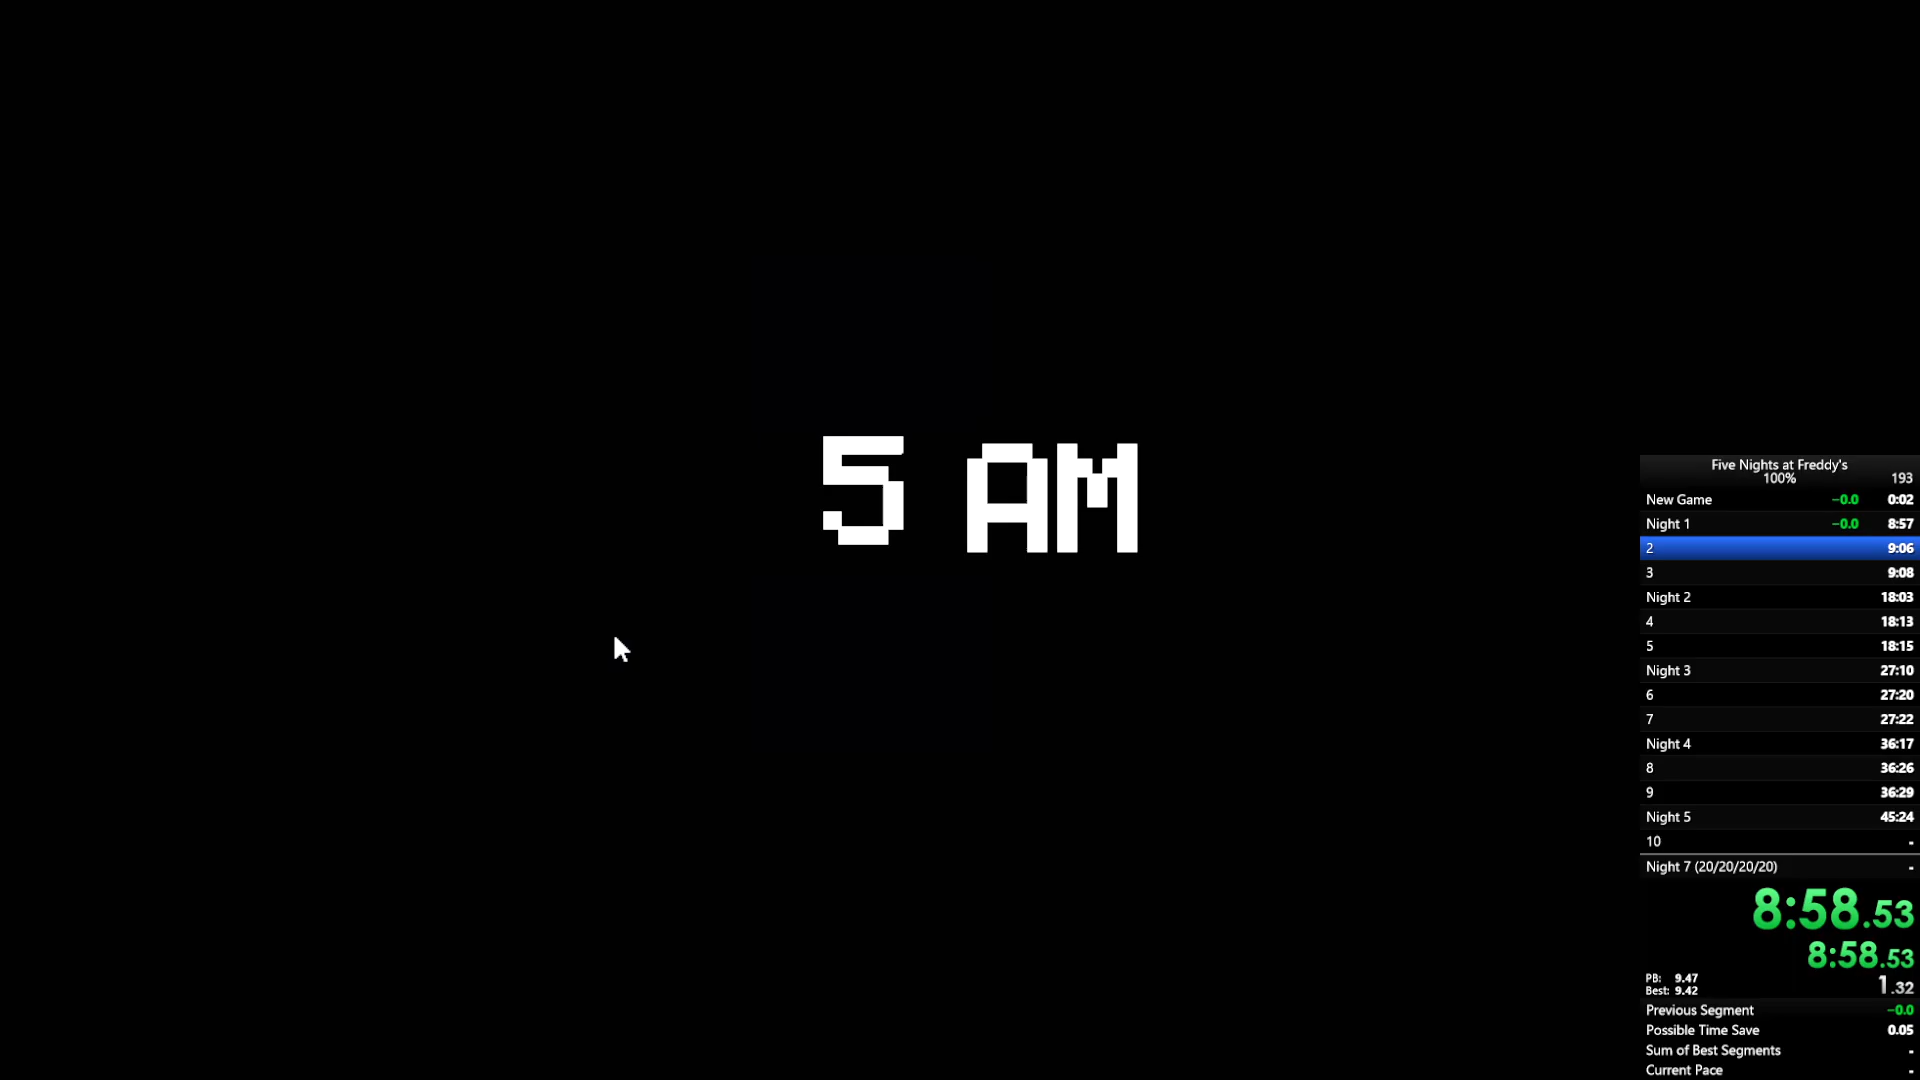 5 AM
Five Nights at Freddy's
100% 193
New Game −0.0 0:02
Night 1 −0.0 8:57
2 9:06
3 9:08
Night 2 18:03
4 18:13
5 18:15
Night 3 27:10
6 27:20
7 27:22
Night 4 36:17
8 36:26
9 36:29
Night 5 45:24
10 -
Night 7 (20/20/20/20) -
8:58.53
8:58.53
PB: 9.47
Best: 9.42 1.32
Previous Segment −0.0
Possible Time Save 0.05
Sum of Best Segments -
Current Pace -